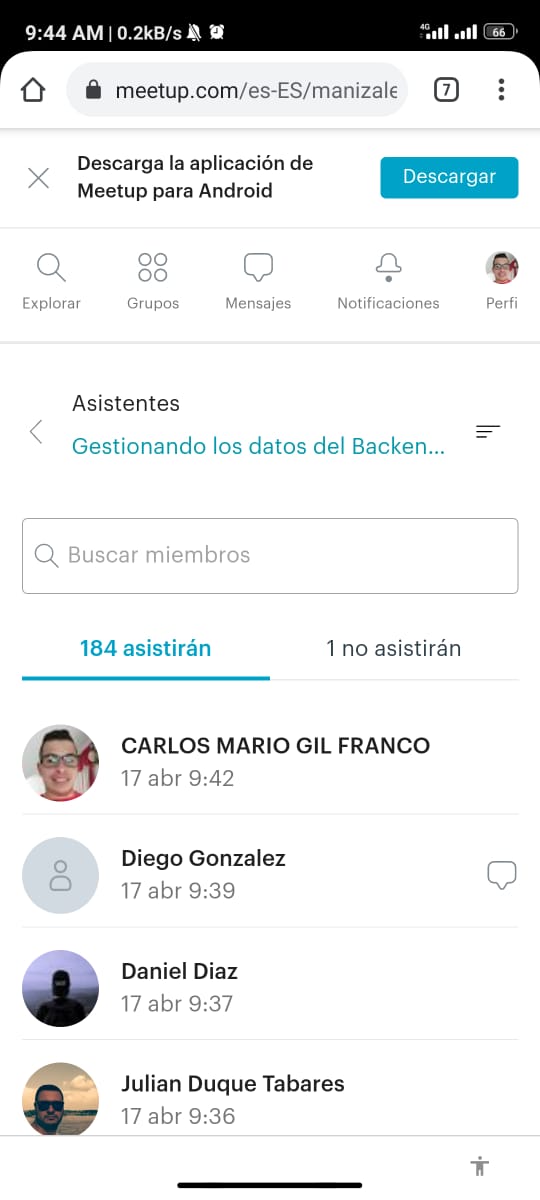 9:44 AM | 0.2kB/s
4G
66
meetup.com/es-ES/manizale
7
Descarga la aplicación de
Meetup para Android
Descargar
Explorar
Grupos
Mensajes
Notificaciones
Perfi
Asistentes
Gestionando los datos del Backen...
Buscar miembros
184 asistirán
1 no asistirán
CARLOS MARIO GIL FRANCO
17 abr 9:42
Diego Gonzalez
17 abr 9:39
Daniel Diaz
17 abr 9:37
Julian Duque Tabares
17 abr 9:36